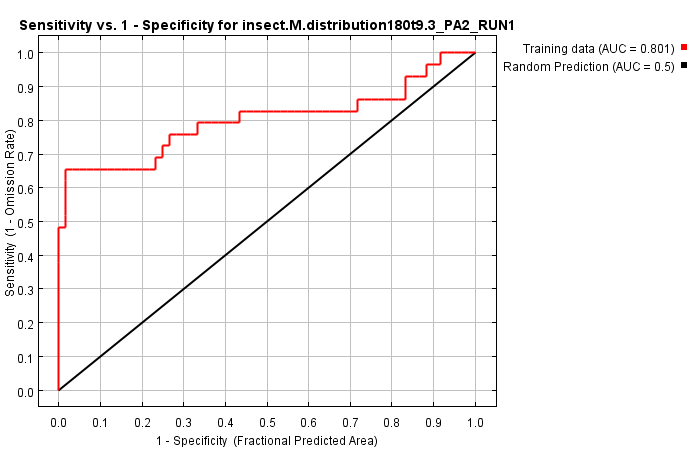 Sensitivity vs. 1 - Specificity for insect.M.distribution180t9.3_PA2_RUN1
Training data (AUC = 0.801)
Random Prediction (AUC = 0.5)
Sensitivity (1 - Omission Rate)
1.0
0.9
0.8
0.7
0.6
0.5
0.4
0.3
0.2
0.1
0.0
0.0 0.1 0.2 0.3 0.4 0.5 0.6 0.7 0.8 0.9 1.0
1 - Specificity (Fractional Predicted Area)